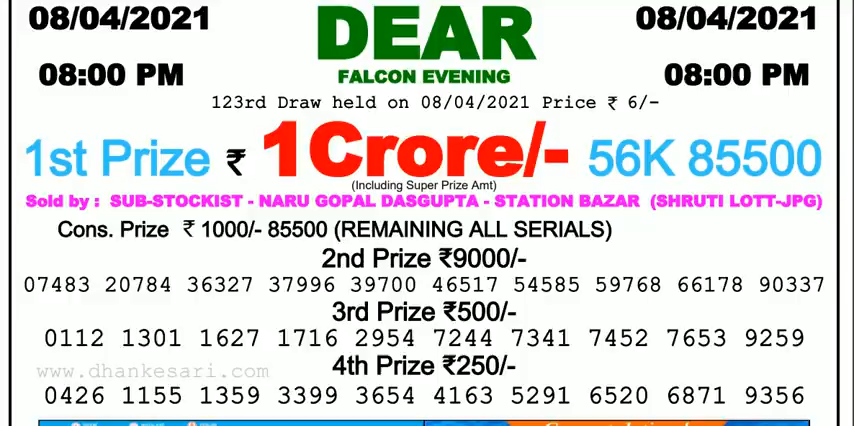 08/04/2021 DEAR 08/04/2021
08:00 PM FALCON EVENING 08:00 PM
123rd Draw held on 08/04/2021 Price ₹ 6/-
1st Prize ₹ 1Crore/- 56K 85500
(Including Super Prize Amt)
Sold by : SUB-STOCKIST - NARU GOPAL DASGUPTA - STATION BAZAR (SHRUTI LOTT-JPG)
Cons. Prize ₹ 1000/- 85500 (REMAINING ALL SERIALS)
2nd Prize ₹9000/-
07483 20784 36327 37996 39700 46517 54585 59768 66178 90337
3rd Prize ₹500/-
0112 1301 1627 1716 2954 7244 7341 7452 7653 9259
www.dhankesari.com 4th Prize ₹250/-
0426 1155 1359 3399 3654 4163 5291 6520 6871 9356